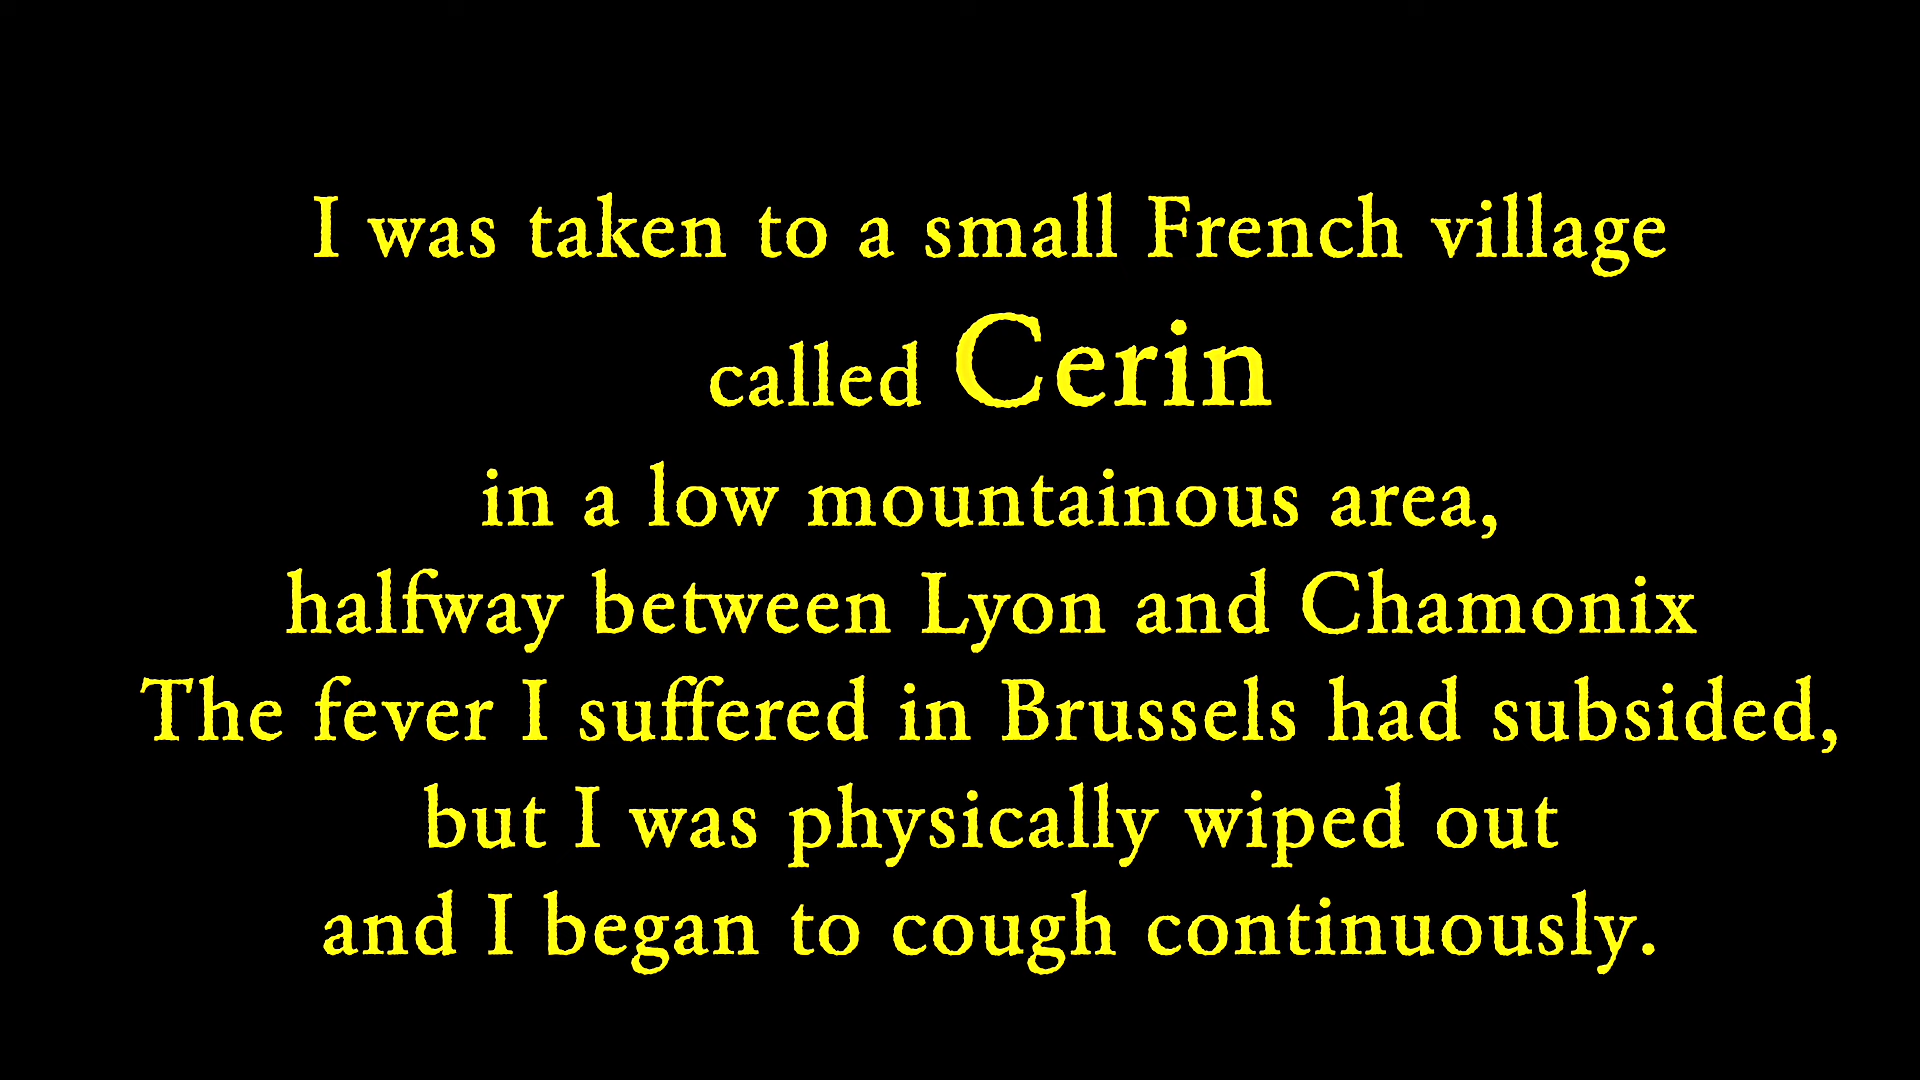 I was taken to a small French village
called Cerin
in a low mountainous area,
halfway between Lyon and Chamonix
The fever I suffered in Brussels had subsided,
but I was physically wiped out
and I began to cough continuously.